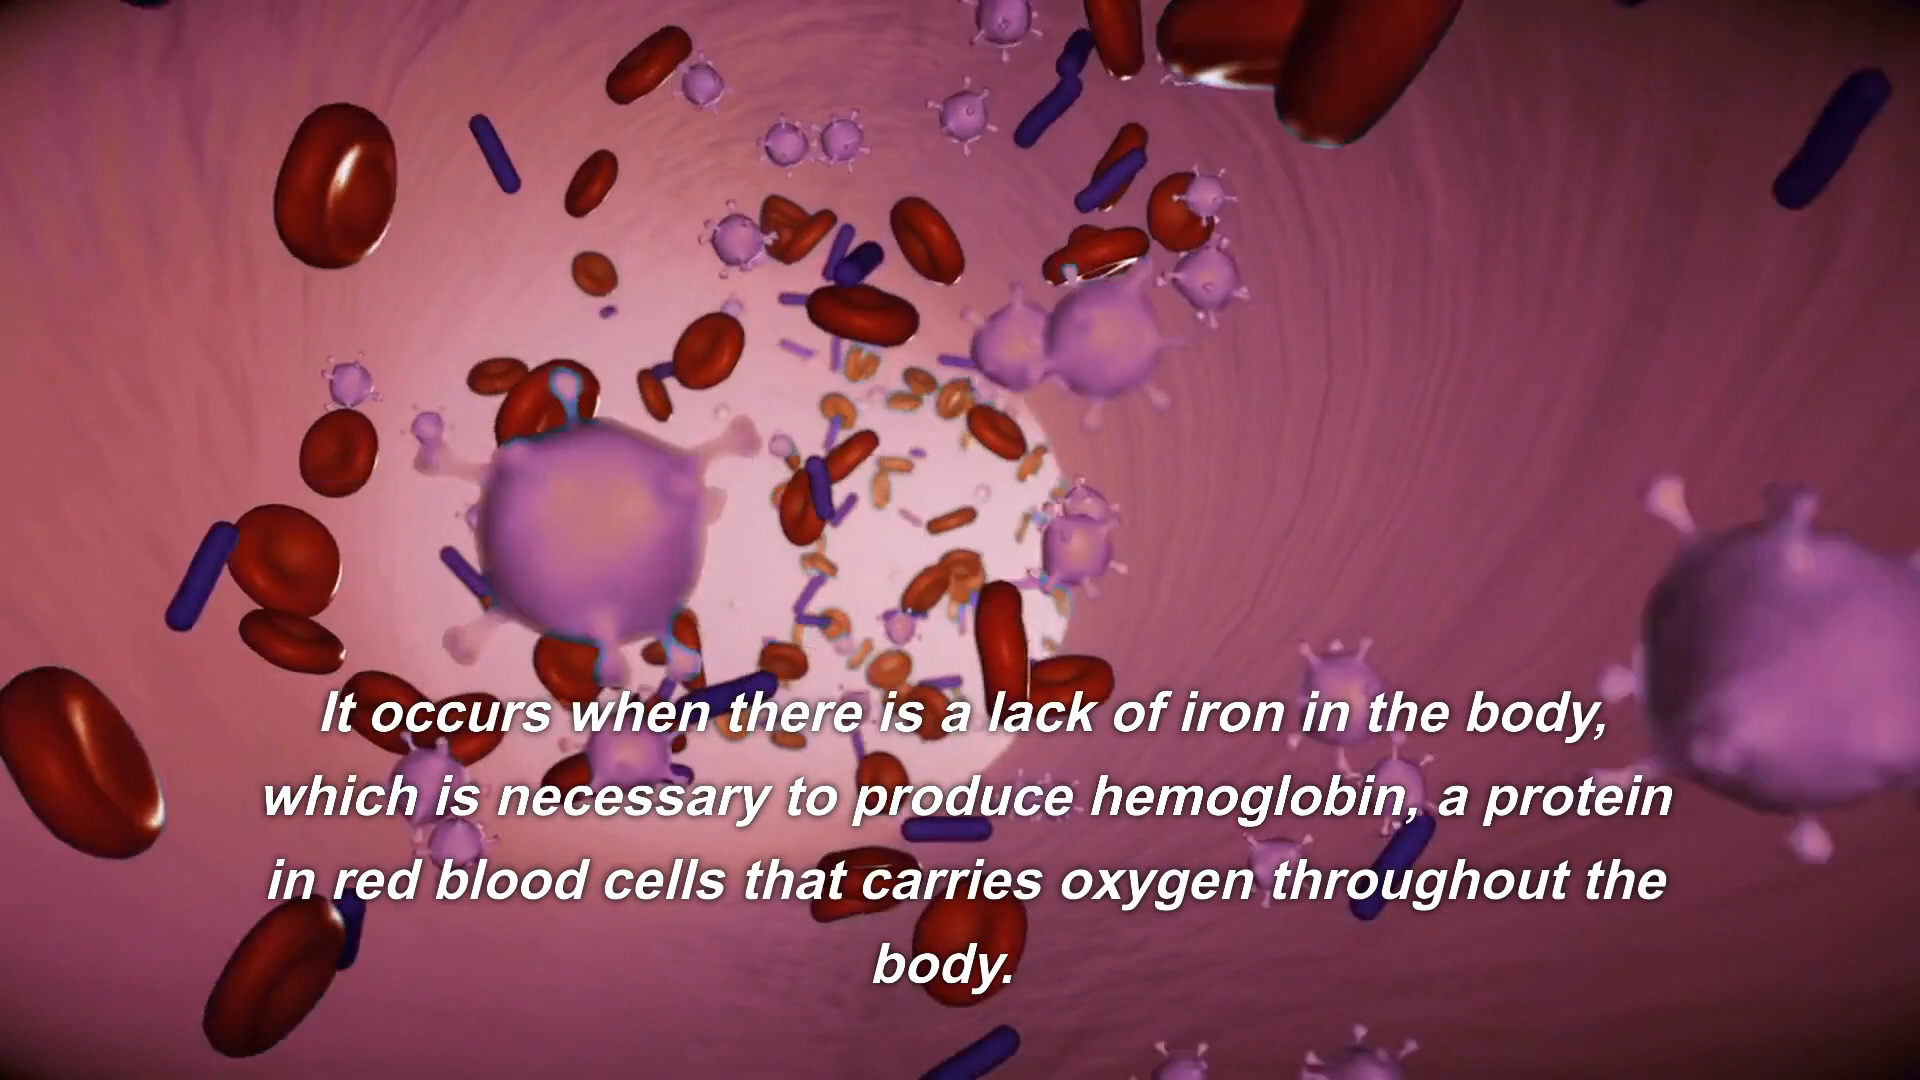 It occurs when there is a lack of iron in the body,
which is necessary to produce hemoglobin, a protein
in red blood cells that carries oxygen throughout the
body.